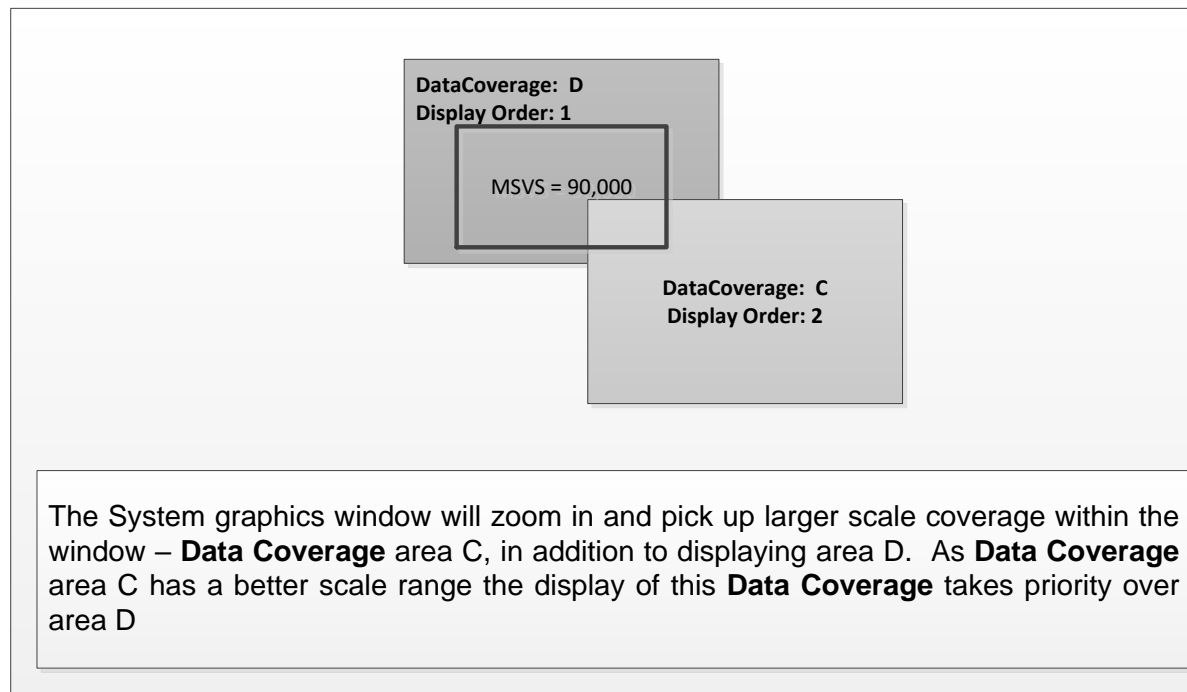 DataCoverage:  D
Display Order: 1
MSVS = 90,000
DataCoverage:  C
Display Order: 2
The System graphics window will zoom in and pick up larger scale coverage within the
window – Data Coverage area C, in addition to displaying area D.  As Data Coverage
area C has a better scale range the display of this Data Coverage takes priority over
area D